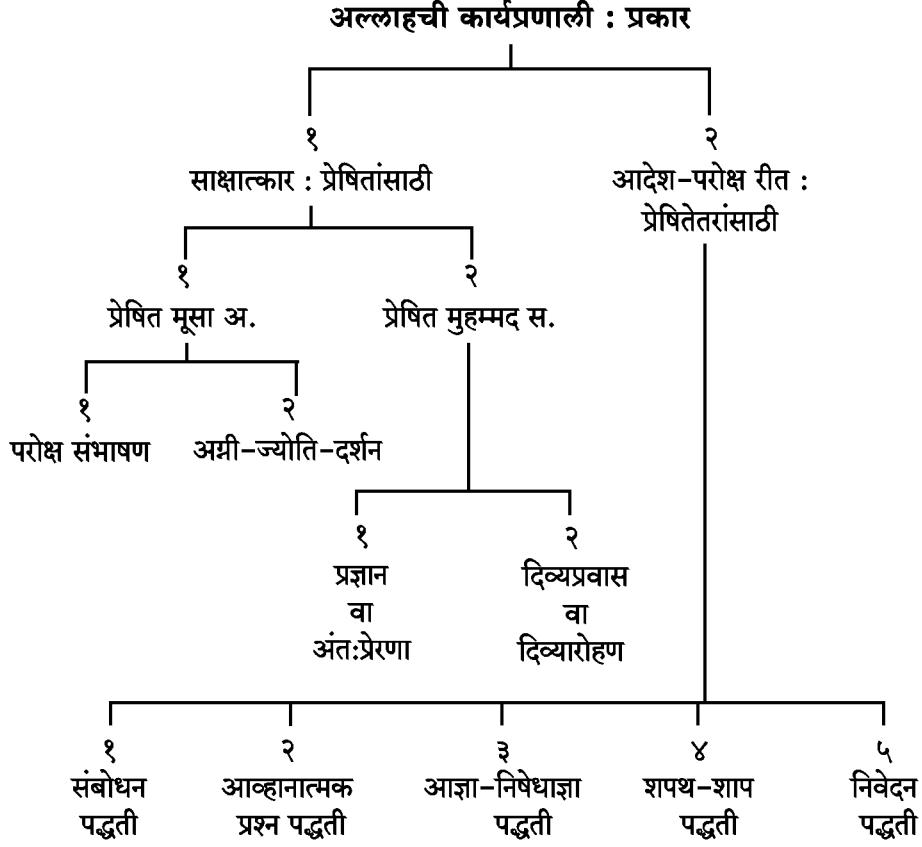 अल्लाहची कार्यप्रणाली : प्रकार
१
साक्षात्कार : प्रेषितांसाठी
२
आदेश-परोक्ष रीत :
प्रेषितेतरांसाठी
१
प्रेषित मूसा अ.
२
प्रेषित मुहम्मद स.
१
परोक्ष संभाषण
२
अग्नी-ज्योति-दर्शन
१
प्रज्ञान
वा
अंत:प्रेरणा
२
दिव्यप्रवास
वा
दिव्यारोहण
१
संबोधन
पद्धती
२
आव्हानात्मक
प्रश्न पद्धती
३
आज्ञा-निषेधाज्ञा
पद्धती
४
शपथ-शाप
पद्धती
५
निवेदन
पद्धती